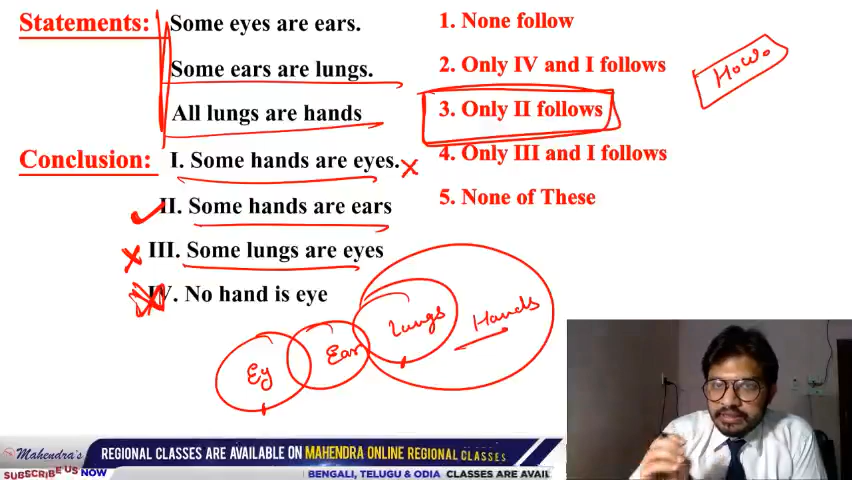 Statements: Some eyes are ears.
Some ears are lungs.
All lungs are hands
Conclusion: I. Some hands are eyes.
II. Some hands are ears
III. Some lungs are eyes
IV. No hand is eye
1. None follow
2. Only IV and I follows
3. Only II follows
4. Only III and I follows
5. None of These
How.
Ey
Ear
Lungs
Hands
Mahendra's
SUBSCRIBE US NOW
REGIONAL CLASSES ARE AVAILABLE ON MAHENDRA ONLINE REGIONAL CLASSES
BENGALI, TELUGU & ODIA CLASSES ARE AVAIL